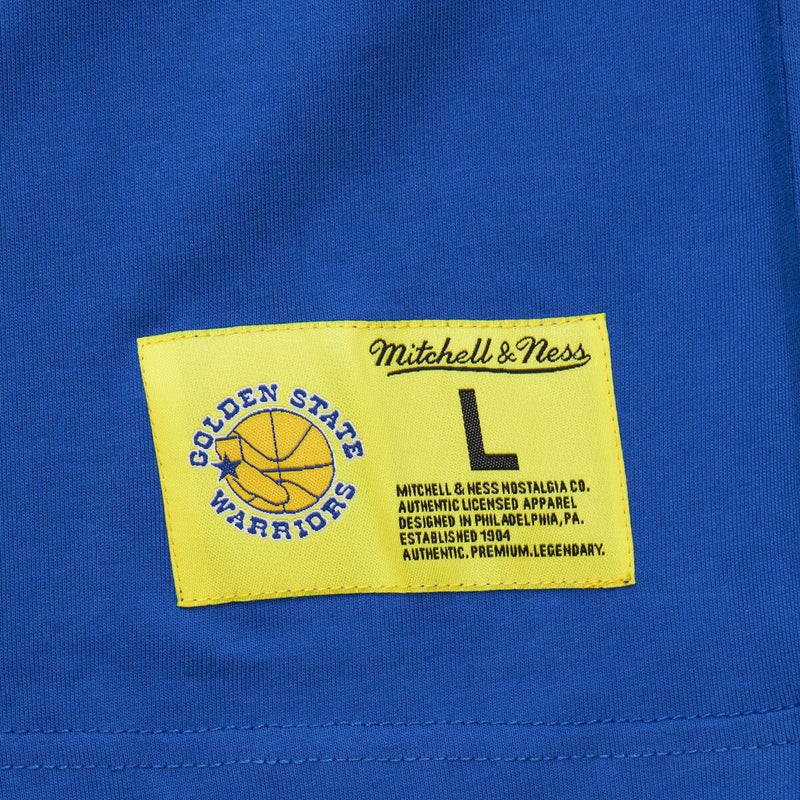 GOLDEN STATE
WARRIORS
Mitchell & Ness
L
MITCHELL & NESS NOSTALGIA CO.
AUTHENTIC LICENSED APPAREL
DESIGNED IN PHILADELPHIA, PA.
ESTABLISHED 1904
AUTHENTIC. PREMIUM. LEGENDARY.